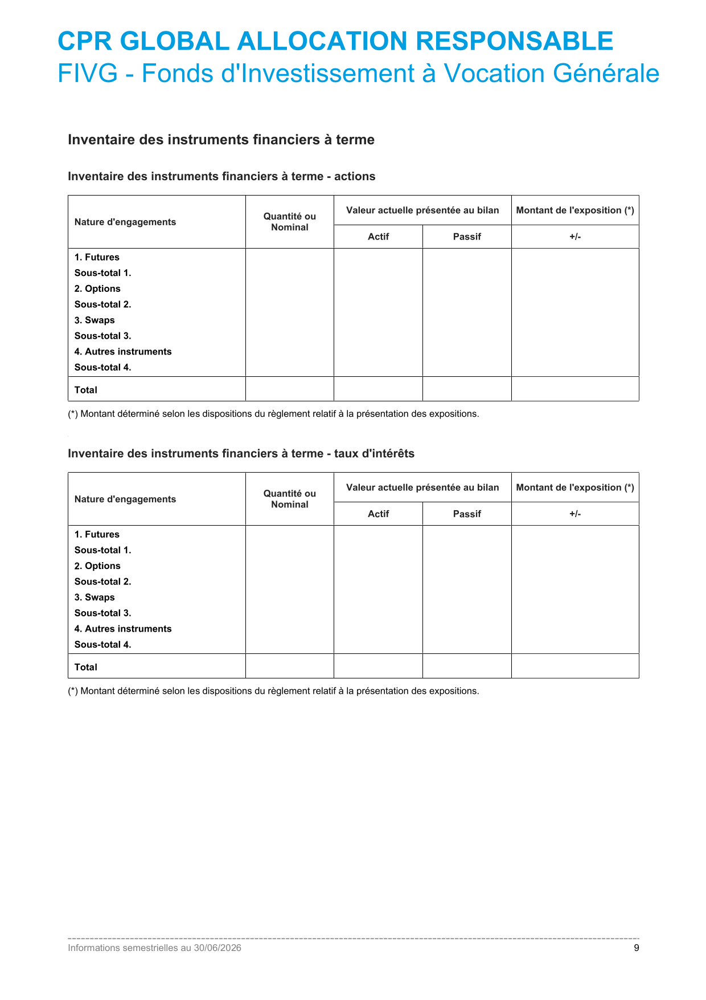 CPR GLOBAL ALLOCATION RESPONSABLE
FIVG - Fonds d'Investissement à Vocation Générale
Inventaire des instruments financiers à terme
Inventaire des instruments financiers à terme - actions
Nature d'engagements
Quantité ou
Nominal
Valeur actuelle présentée au bilan
Montant de l'exposition (*)
Actif
Passif
+/-
1. Futures
Sous-total 1.
2. Options
Sous-total 2.
3. Swaps
Sous-total 3.
4. Autres instruments
Sous-total 4.
Total
(*) Montant déterminé selon les dispositions du règlement relatif à la présentation des expositions.
Inventaire des instruments financiers à terme - taux d'intérêts
Nature d'engagements
Quantité ou
Nominal
Valeur actuelle présentée au bilan
Montant de l'exposition (*)
Actif
Passif
+/-
1. Futures
Sous-total 1.
2. Options
Sous-total 2.
3. Swaps
Sous-total 3.
4. Autres instruments
Sous-total 4.
Total
(*) Montant déterminé selon les dispositions du règlement relatif à la présentation des expositions.
Informations semestrielles au 30/06/2026
9